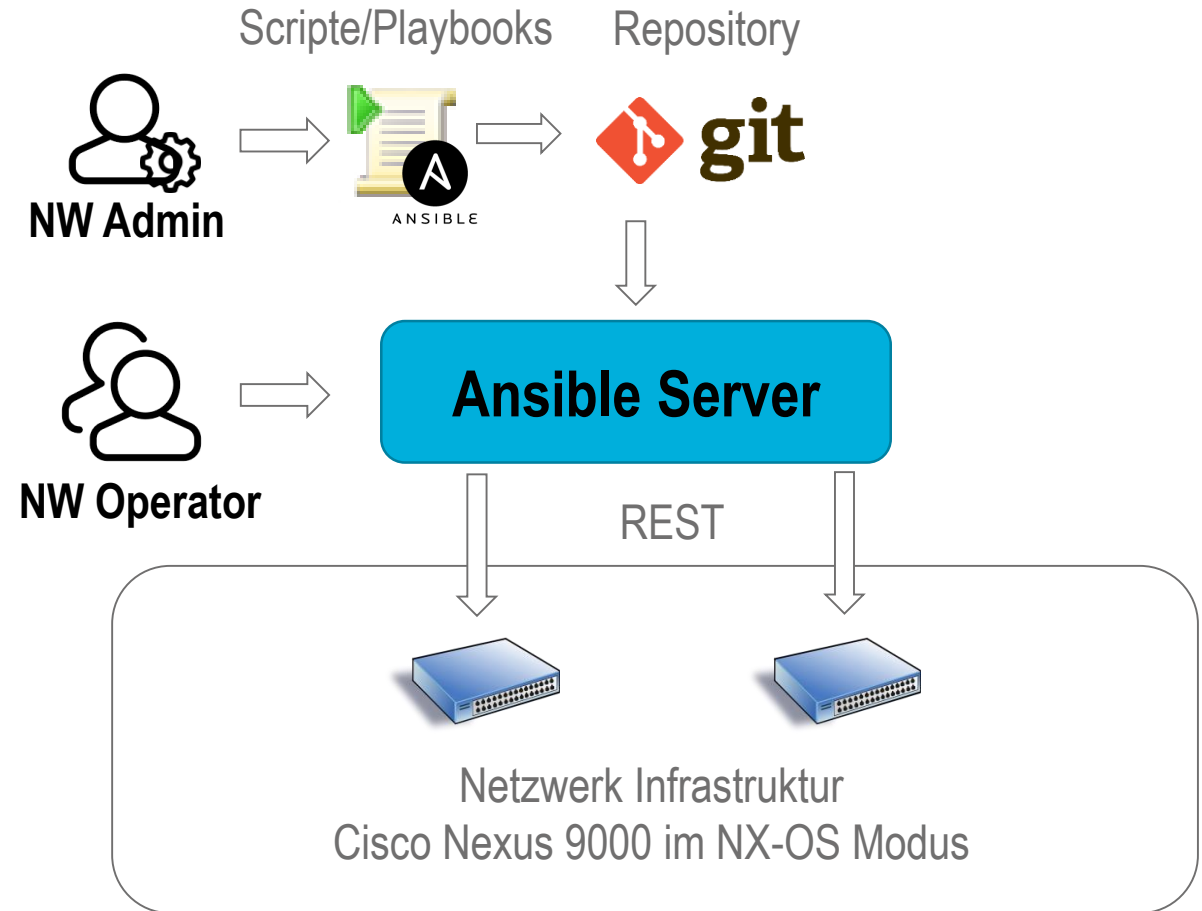 Scripte/Playbooks
Repository
git
ANSIBLE
NW Admin
Ansible Server
NW Operator
REST
Netzwerk Infrastruktur
Cisco Nexus 9000 im NX-OS Modus